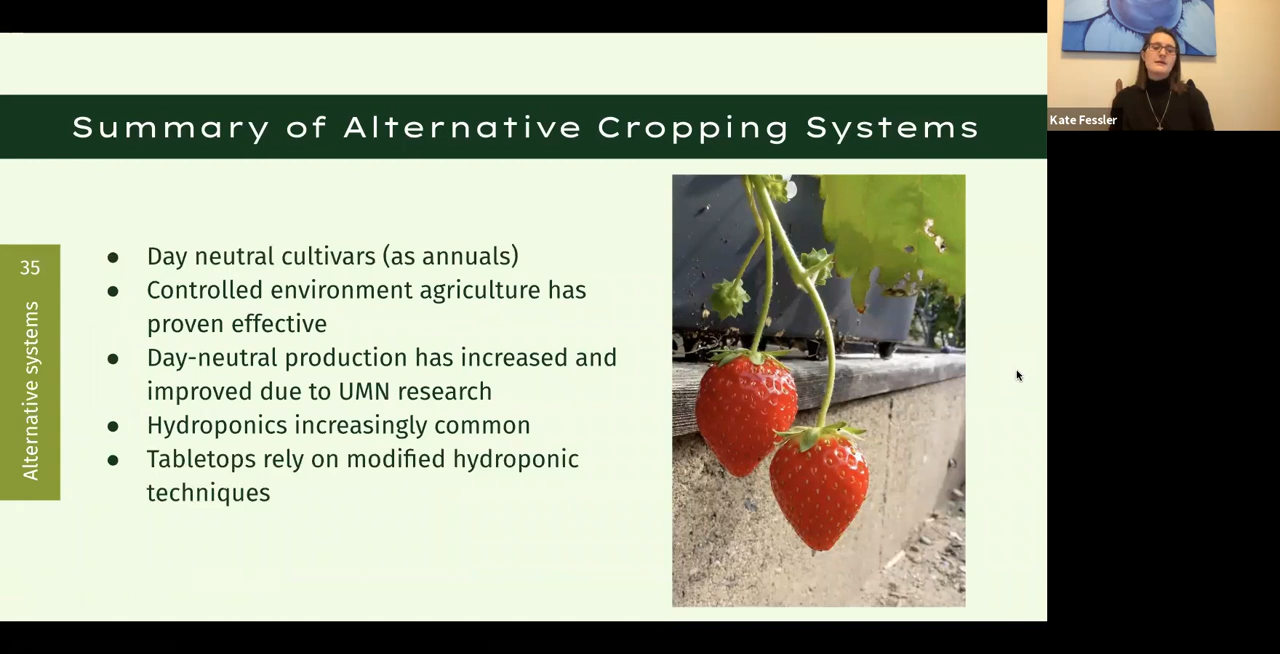 Summary of Alternative Cropping Systems
Kate Fessler
35
Alternative systems
● Day neutral cultivars (as annuals)
● Controlled environment agriculture has
proven effective
● Day-neutral production has increased and
improved due to UMN research
● Hydroponics increasingly common
● Tabletops rely on modified hydroponic
techniques